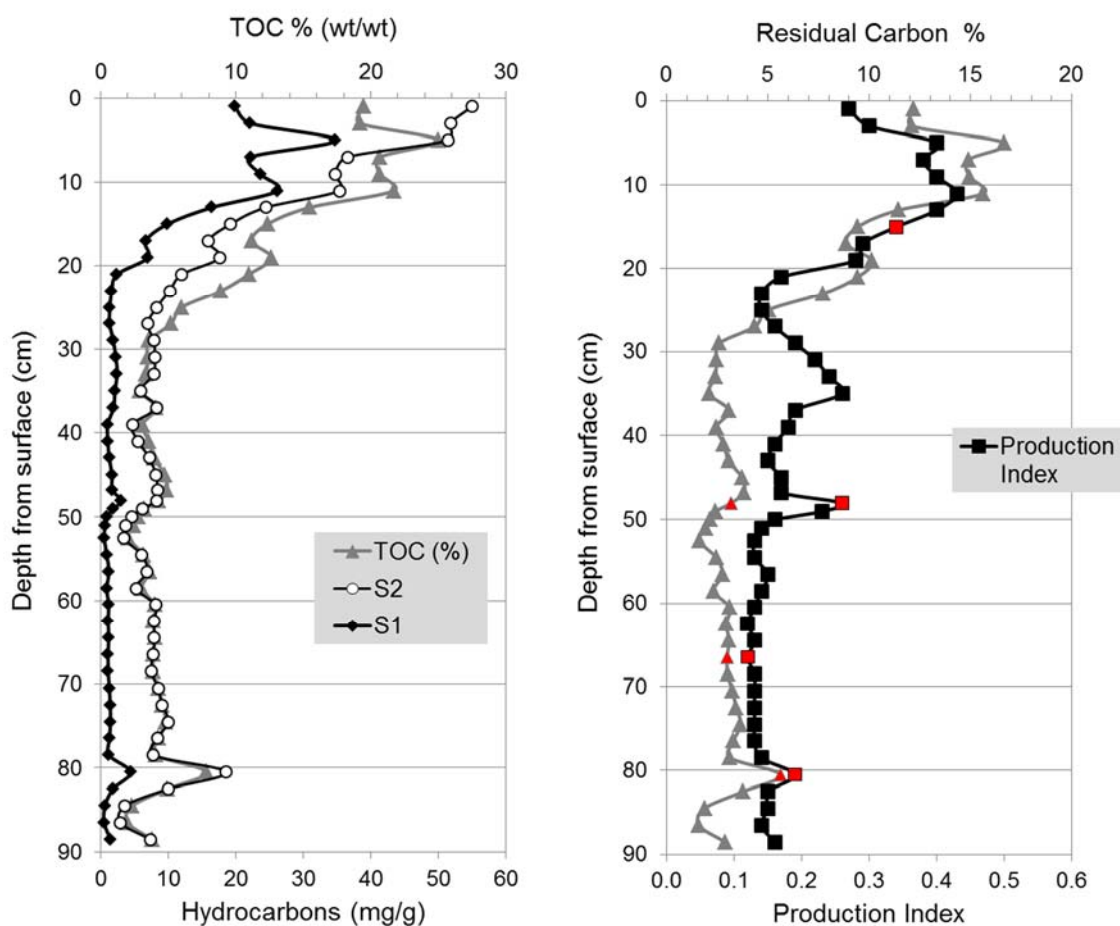 TOC % (wt/wt)
0 10 20 30
Depth from surface (cm)
0
10
20
30
40
50
60
70
80
90
TOC (%)
S2
S1
0 10 20 30 40 50 60
Hydrocarbons (mg/g)
Residual Carbon %
0 5 10 15 20
Depth from surface (cm)
0
10
20
30
40
50
60
70
80
90
Production
Index
0.0 0.1 0.2 0.3 0.4 0.5 0.6
Production Index